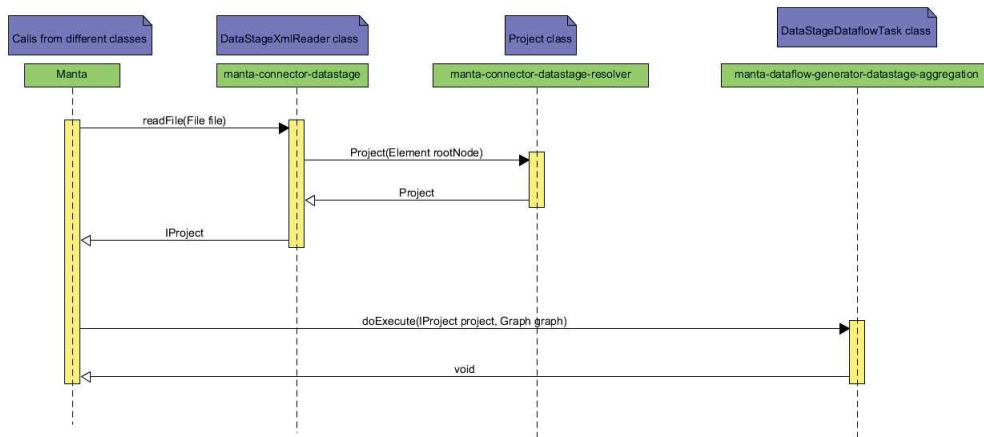 Calls from different classes
DataStageXmlReader class
Project class
DataStageDataflowTask class
Manta
manta-connector-datastage
manta-connector-datastage-resolver
manta-dataflow-generator-datastage-aggregation
readFile(File file)
Project(Element rootNode)
Project
IProject
doExecute(IProject project, Graph graph)
void